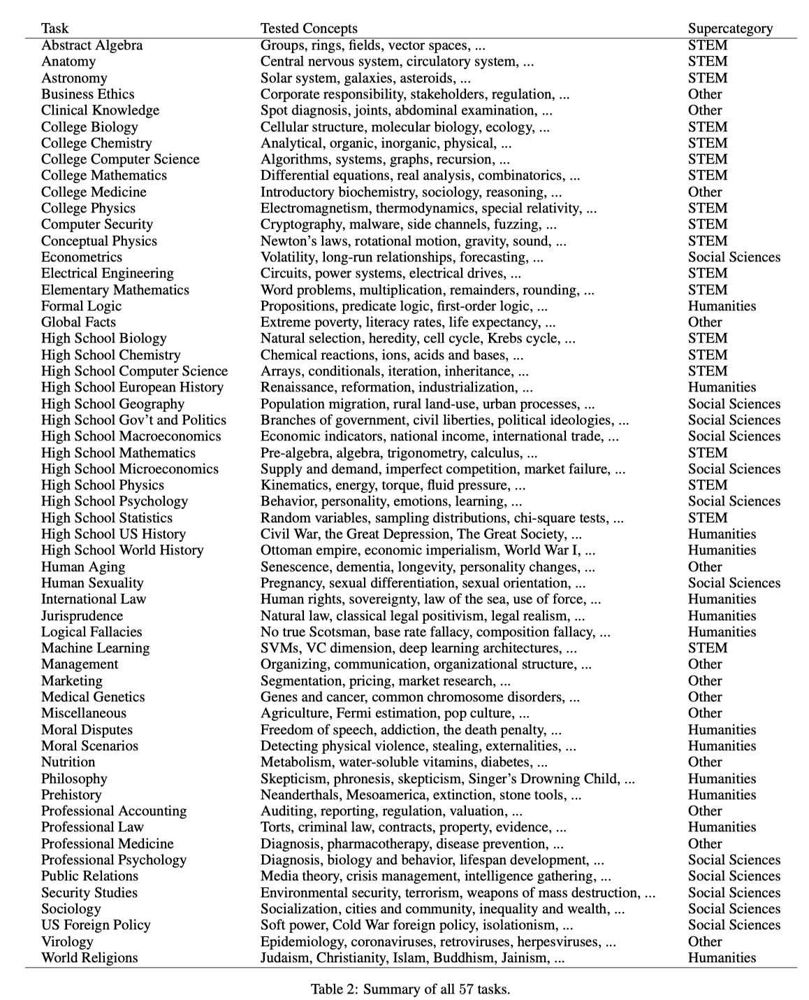 Task Tested Concepts Supercategory
Abstract Algebra Groups, rings, fields, vector spaces, ... STEM
Anatomy Central nervous system, circulatory system, ... STEM
Astronomy Solar system, galaxies, asteroids, ... STEM
Business Ethics Corporate responsibility, stakeholders, regulation, ... Other
Clinical Knowledge Spot diagnosis, joints, abdominal examination, ... Other
College Biology Cellular structure, molecular biology, ecology, ... STEM
College Chemistry Analytical, organic, inorganic, physical, ... STEM
College Computer Science Algorithms, systems, graphs, recursion, ... STEM
College Mathematics Differential equations, real analysis, combinatorics, ... STEM
College Medicine Introductory biochemistry, sociology, reasoning, ... Other
College Physics Electromagnetism, thermodynamics, special relativity, ... STEM
Computer Security Cryptography, malware, side channels, fuzzing, ... STEM
Conceptual Physics Newton's laws, rotational motion, gravity, sound, ... STEM
Econometrics Volatility, long-run relationships, forecasting, ... Social Sciences
Electrical Engineering Circuits, power systems, electrical drives, ... STEM
Elementary Mathematics Word problems, multiplication, remainders, rounding, ... STEM
Formal Logic Propositions, predicate logic, first-order logic, ... Humanities
Global Facts Extreme poverty, literacy rates, life expectancy, ... Other
High School Biology Natural selection, heredity, cell cycle, Krebs cycle, ... STEM
High School Chemistry Chemical reactions, ions, acids and bases, ... STEM
High School Computer Science Arrays, conditionals, iteration, inheritance, ... STEM
High School European History Renaissance, reformation, industrialization, ... Humanities
High School Geography Population migration, rural land-use, urban processes, ... Social Sciences
High School Gov't and Politics Branches of government, civil liberties, political ideologies, ... Social Sciences
High School Macroeconomics Economic indicators, national income, international trade, ... Social Sciences
High School Mathematics Pre-algebra, algebra, trigonometry, calculus, ... STEM
High School Microeconomics Supply and demand, imperfect competition, market failure, ... Social Sciences
High School Physics Kinematics, energy, torque, fluid pressure, ... STEM
High School Psychology Behavior, personality, emotions, learning, ... Social Sciences
High School Statistics Random variables, sampling distributions, chi-square tests, ... STEM
High School US History Civil War, the Great Depression, The Great Society, ... Humanities
High School World History Ottoman empire, economic imperialism, World War I, ... Humanities
Human Aging Senescence, dementia, longevity, personality changes, ... Other
Human Sexuality Pregnancy, sexual differentiation, sexual orientation, ... Social Sciences
International Law Human rights, sovereignty, law of the sea, use of force, ... Humanities
Jurisprudence Natural law, classical legal positivism, legal realism, ... Humanities
Logical Fallacies No true Scotsman, base rate fallacy, composition fallacy, ... Humanities
Machine Learning SVMs, VC dimension, deep learning architectures, ... STEM
Management Organizing, communication, organizational structure, ... Other
Marketing Segmentation, pricing, market research, ... Other
Medical Genetics Genes and cancer, common chromosome disorders, ... Other
Miscellaneous Agriculture, Fermi estimation, pop culture, ... Other
Moral Disputes Freedom of speech, addiction, the death penalty, ... Humanities
Moral Scenarios Detecting physical violence, stealing, externalities, ... Humanities
Nutrition Metabolism, water-soluble vitamins, diabetes, ... Other
Philosophy Skepticism, phronesis, skepticism, Singer's Drowning Child, ... Humanities
Prehistory Neanderthals, Mesoamerica, extinction, stone tools, ... Humanities
Professional Accounting Auditing, reporting, regulation, valuation, ... Other
Professional Law Torts, criminal law, contracts, property, evidence, ... Humanities
Professional Medicine Diagnosis, pharmacotherapy, disease prevention, ... Other
Professional Psychology Diagnosis, biology and behavior, lifespan development, ... Social Sciences
Public Relations Media theory, crisis management, intelligence gathering, ... Social Sciences
Security Studies Environmental security, terrorism, weapons of mass destruction, ... Social Sciences
Sociology Socialization, cities and community, inequality and wealth, ... Social Sciences
US Foreign Policy Soft power, Cold War foreign policy, isolationism, ... Social Sciences
Virology Epidemiology, coronaviruses, retroviruses, herpesviruses, ... Other
World Religions Judaism, Christianity, Islam, Buddhism, Jainism, ... Humanities
Table 2: Summary of all 57 tasks.